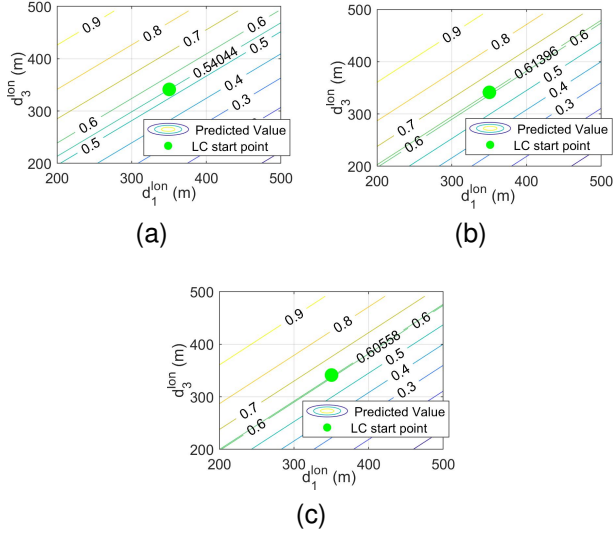 500
0.9
0.8
0.7
0.54044
0.6
0.5
400
0.4
0.3
300
0.6
0.5
200
Predicted Value
LC start point
d₃ˡᵒⁿ (m)
200 300 400 500
d₁ˡᵒⁿ (m)
(a)
500
0.9
0.8
0.6
400
0.61396
0.5
0.4
0.3
300
0.7
0.6
200
Predicted Value
LC start point
d₃ˡᵒⁿ (m)
200 300 400 500
d₁ˡᵒⁿ (m)
(b)
500
0.9
0.8
0.6
400
0.60558
0.5
0.4
0.3
300
0.7
0.6
200
Predicted Value
LC start point
d₃ˡᵒⁿ (m)
200 300 400 500
d₁ˡᵒⁿ (m)
(c)